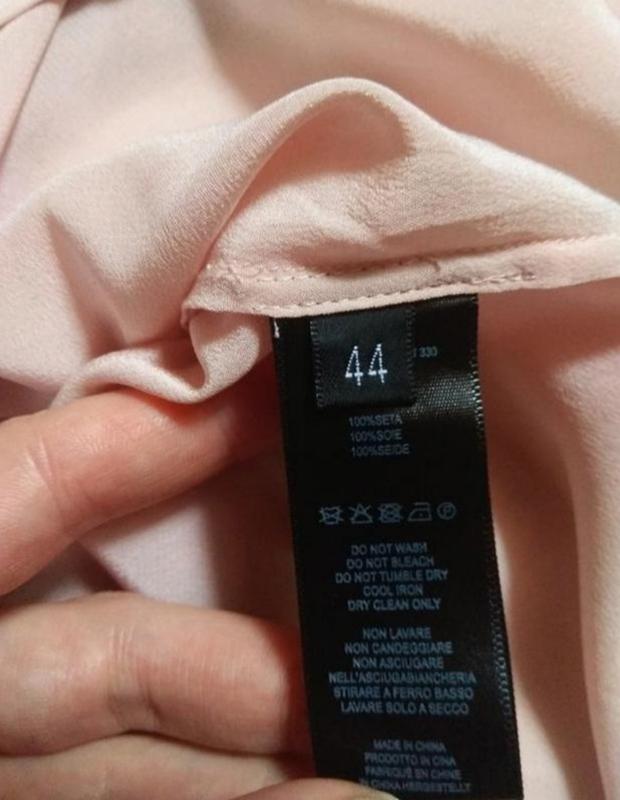 44
330
100%SETA
100%SOIE
100%SEIDE
DO NOT WASH
DO NOT BLEACH
DO NOT TUMBLE DRY
COOL IRON
DRY CLEAN ONLY
NON LAVARE
NON CANDEGGIARE
NON ASCIUGARE
NELL'ASCIUGABIANCHERIA
STIRARE A FERRO BASSO
LAVARE SOLO A SECCO
MADE IN CHINA
PRODOTTO IN CINA
FABRIQUÉ EN CHINE
IN CHINA HERGESTELLT